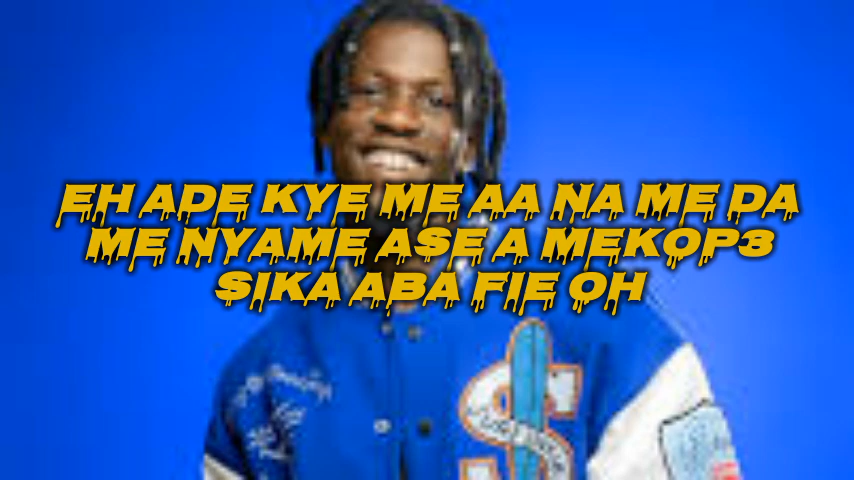 EH ADE KYE ME AA NA ME DA
ME NYAME ASE A MEKOP3
SIKA ABA FIE OH